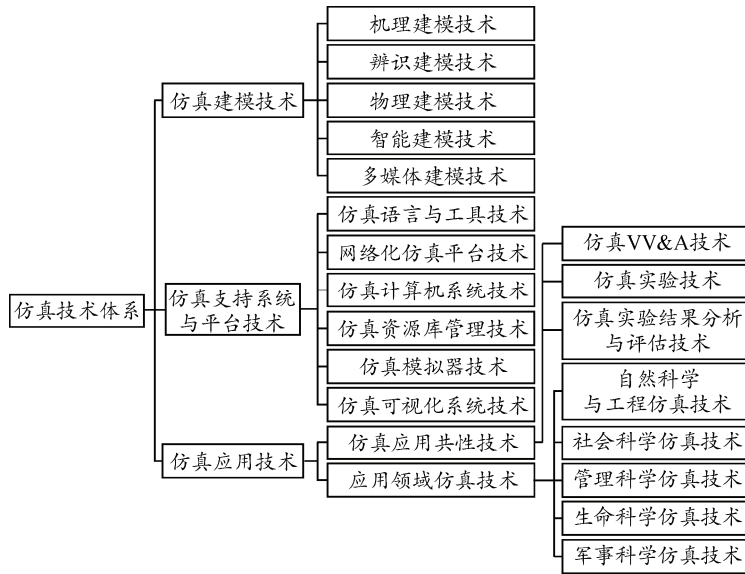 仿真技术体系
仿真建模技术
机理建模技术
辨识建模技术
物理建模技术
智能建模技术
多媒体建模技术
仿真支持系统
与平台技术
仿真语言与工具技术
网络化仿真平台技术
仿真计算机系统技术
仿真资源库管理技术
仿真模拟器技术
仿真可视化系统技术
仿真应用技术
仿真应用共性技术
仿真VV&A技术
仿真实验技术
仿真实验结果分析
与评估技术
应用领域仿真技术
自然科学
与工程仿真技术
社会科学仿真技术
管理科学仿真技术
生命科学仿真技术
军事科学仿真技术